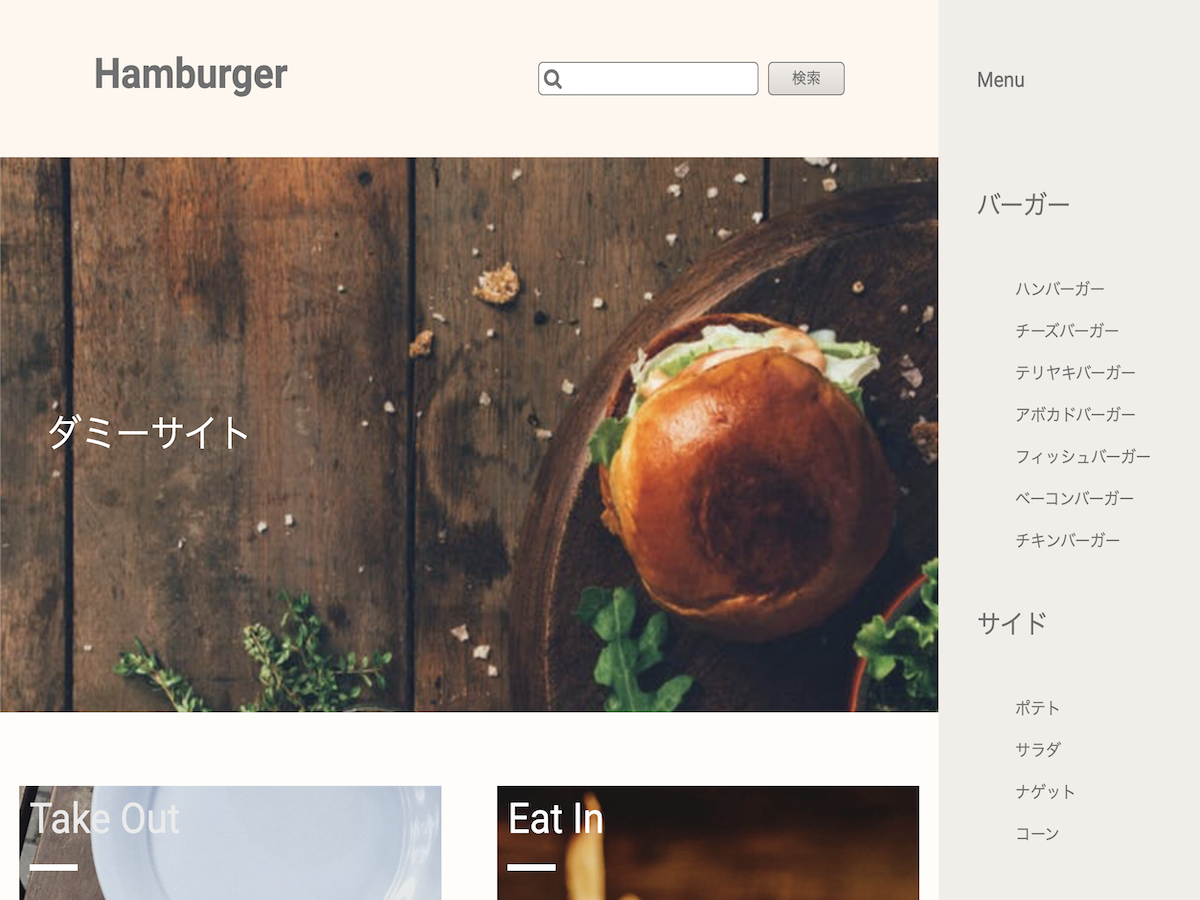 Hamburger
検索
ダミーサイト
Take Out
Eat In
Menu
バーガー
ハンバーガー
チーズバーガー
テリヤキバーガー
アボカドバーガー
フィッシュバーガー
ベーコンバーガー
チキンバーガー
サイド
ポテト
サラダ
ナゲット
コーン